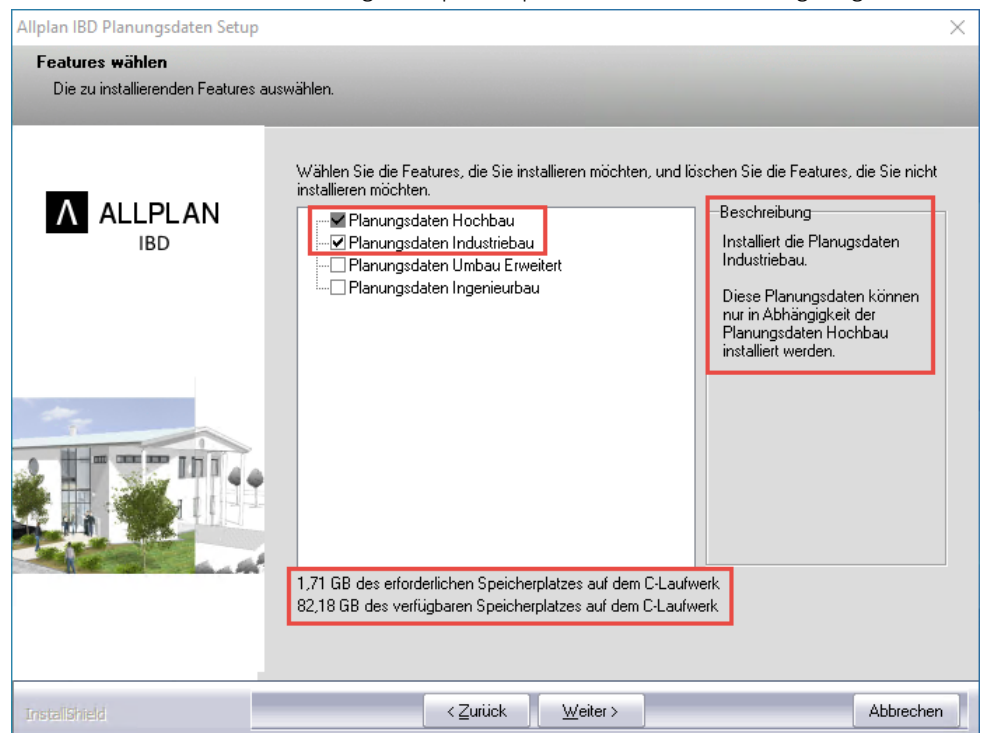 Allplan IBD Planungsdaten Setup
Features wählen
Die zu installierenden Features auswählen.
ALLPLAN
IBD
Wählen Sie die Features, die Sie installieren möchten, und löschen Sie die Features, die Sie nicht
installieren möchten.
Planungsdaten Hochbau
Planungsdaten Industriebau
Planungsdaten Umbau Erweitert
Planungsdaten Ingenieurbau
Beschreibung
Installiert die Planugsdaten
Industriebau.
Diese Planungsdaten können
nur in Abhängigkeit der
Planungsdaten Hochbau
installiert werden.
1,71 GB des erforderlichen Speicherplatzes auf dem C-Laufwerk
82,18 GB des verfügbaren Speicherplatzes auf dem C-Laufwerk
InstallShield
< Zurück
Weiter >
Abbrechen